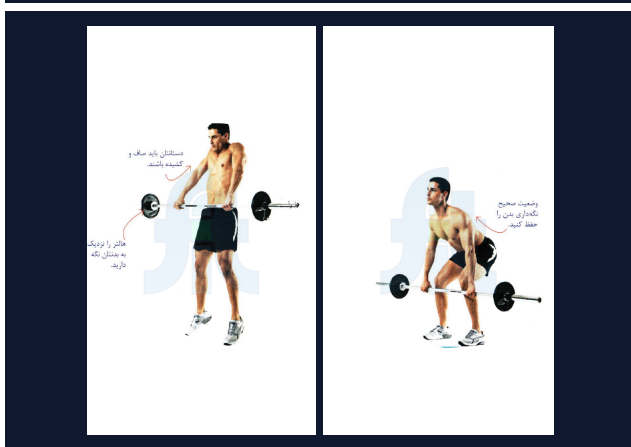 وضعیت صحیح
نگه‌داری بدن را
حفظ کنید.
دستانتان باید صاف و
کشیده باشند.
هالتر را نزدیک
به بدنتان نگه
دارید.